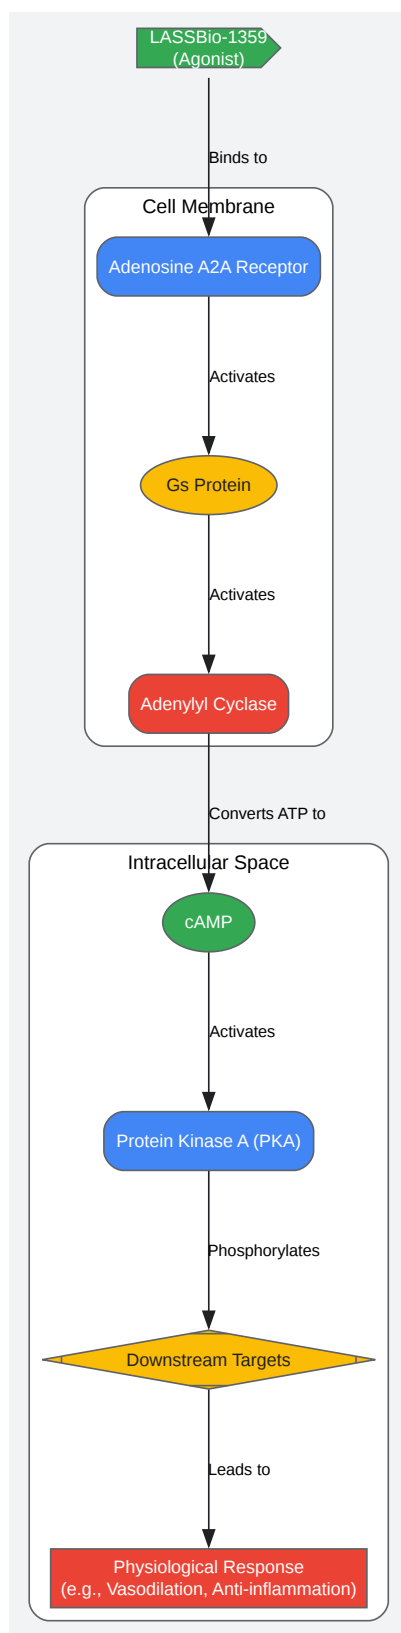 LASSBio-1359
(Agonist)
Binds to
Cell Membrane
Adenosine A2A Receptor
Activates
Gs Protein
Activates
Adenylyl Cyclase
Converts ATP to
Intracellular Space
cAMP
Activates
Protein Kinase A (PKA)
Phosphorylates
Downstream Targets
Leads to
Physiological Response
(e.g., Vasodilation, Anti-inflammation)